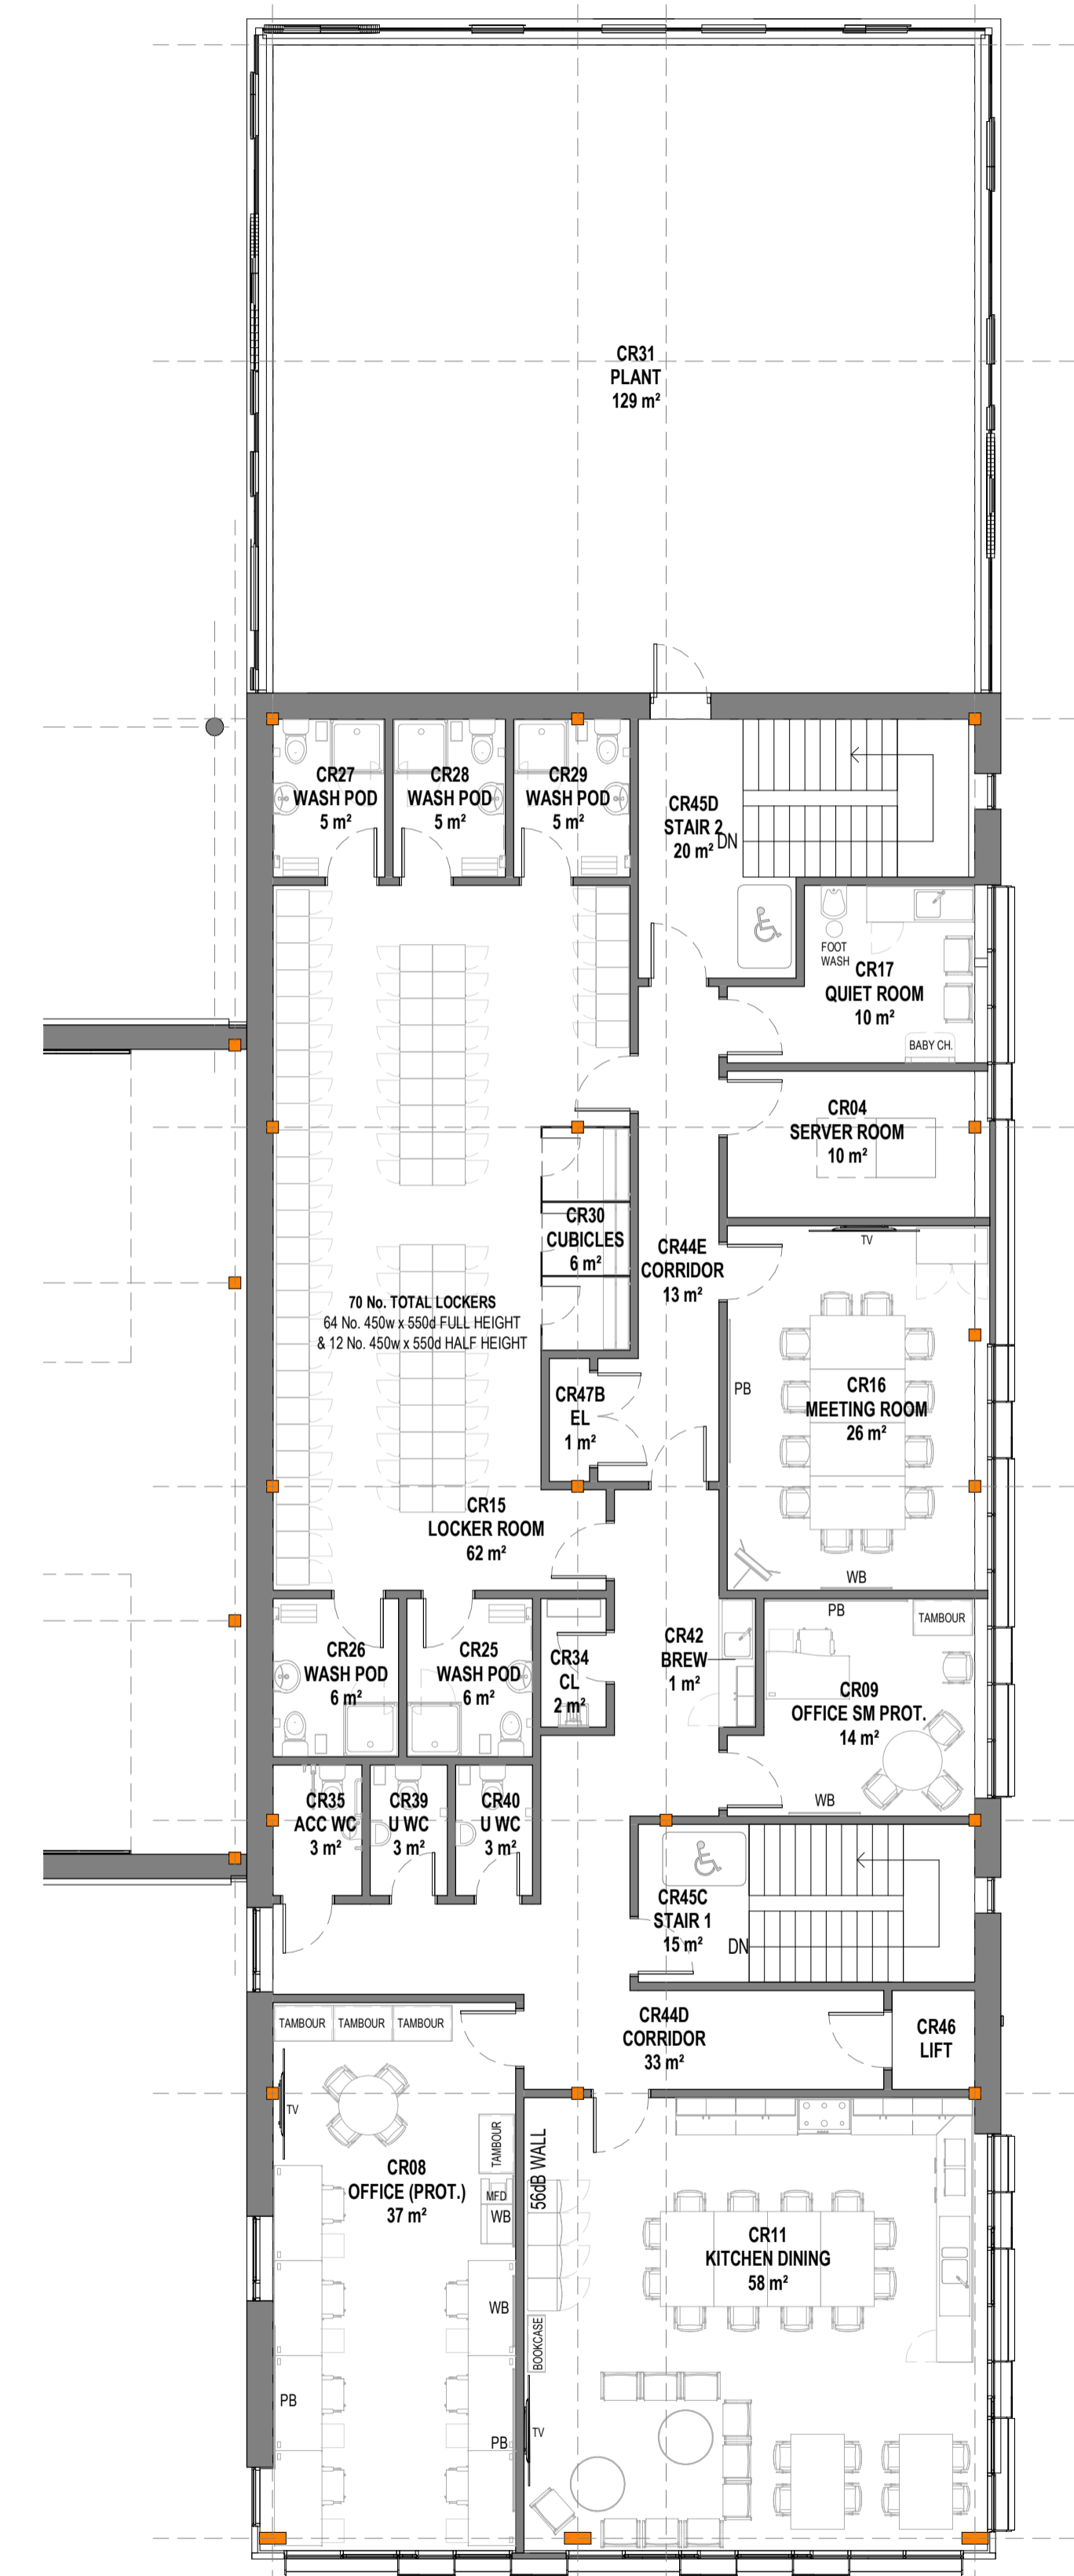 CR31
PLANT
129 m²
CR27
WASH POD
5 m²
CR28
WASH POD
5 m²
CR29
WASH POD
5 m²
CR45D
STAIR 2
20 m²
DN
FOOT
WASH
CR17
QUIET ROOM
10 m²
BABY CH.
CR04
SERVER ROOM
10 m²
CR30
CUBICLES
6 m²
CR44E
CORRIDOR
13 m²
TV
70 No. TOTAL LOCKERS
64 No. 450w x 550d FULL HEIGHT
& 12 No. 450w x 550d HALF HEIGHT
PB
CR16
MEETING ROOM
26 m²
CR47B
EL
1 m²
CR15
LOCKER ROOM
62 m²
WB
CR26
WASH POD
6 m²
CR25
WASH POD
6 m²
CR34
CL
2 m²
CR42
BREW
1 m²
PB
TAMBOUR
CR09
OFFICE SM PROT.
14 m²
WB
CR35
ACC WC
3 m²
CR39
U WC
3 m²
CR40
U WC
3 m²
CR45C
STAIR 1
15 m²
DN
TAMBOUR
TAMBOUR
TAMBOUR
CR44D
CORRIDOR
33 m²
CR46
LIFT
TV
TAMBOUR
56dB WALL
CR08
OFFICE (PROT.)
37 m²
MFD
WB
CR11
KITCHEN DINING
58 m²
WB
BOOKCASE
PB
PB
TV